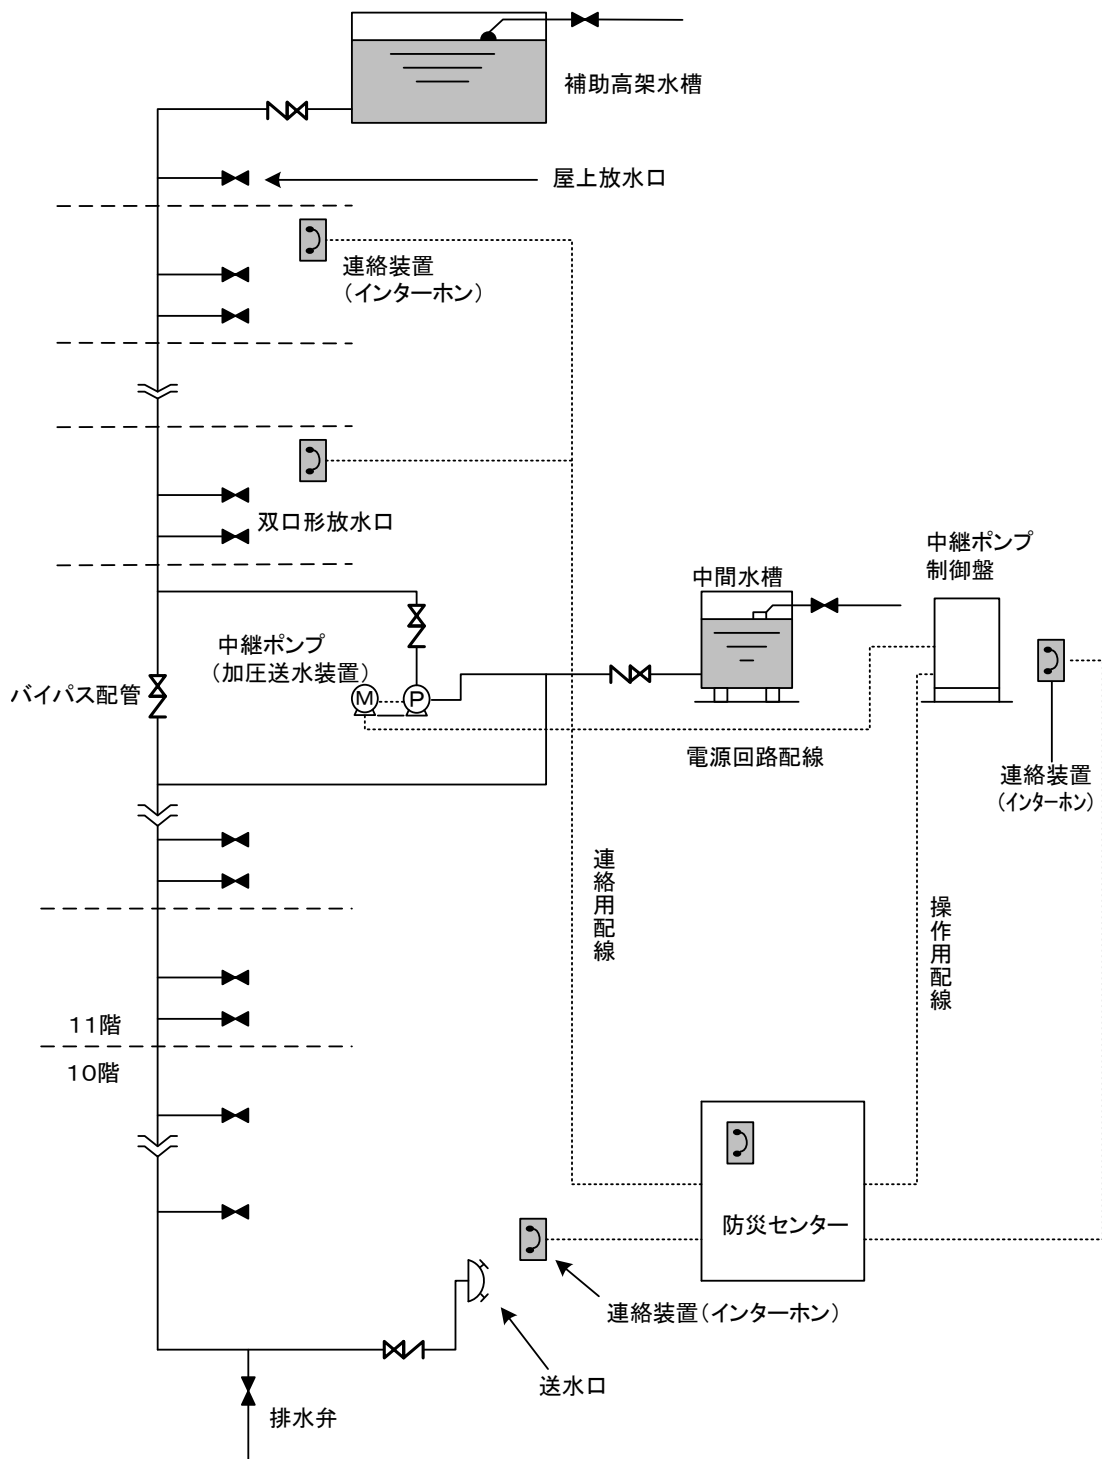 補助高架水槽
屋上放水口
連絡装置
（インターホン）
双口形放水口
中継ポンプ
制御盤
中間水槽
中継ポンプ
（加圧送水装置）
M
P
バイパス配管
電源回路配線
連絡装置
（インターホン）
連絡用配線
操作用配線
11階
10階
防災センター
連絡装置（インターホン）
送水口
排水弁